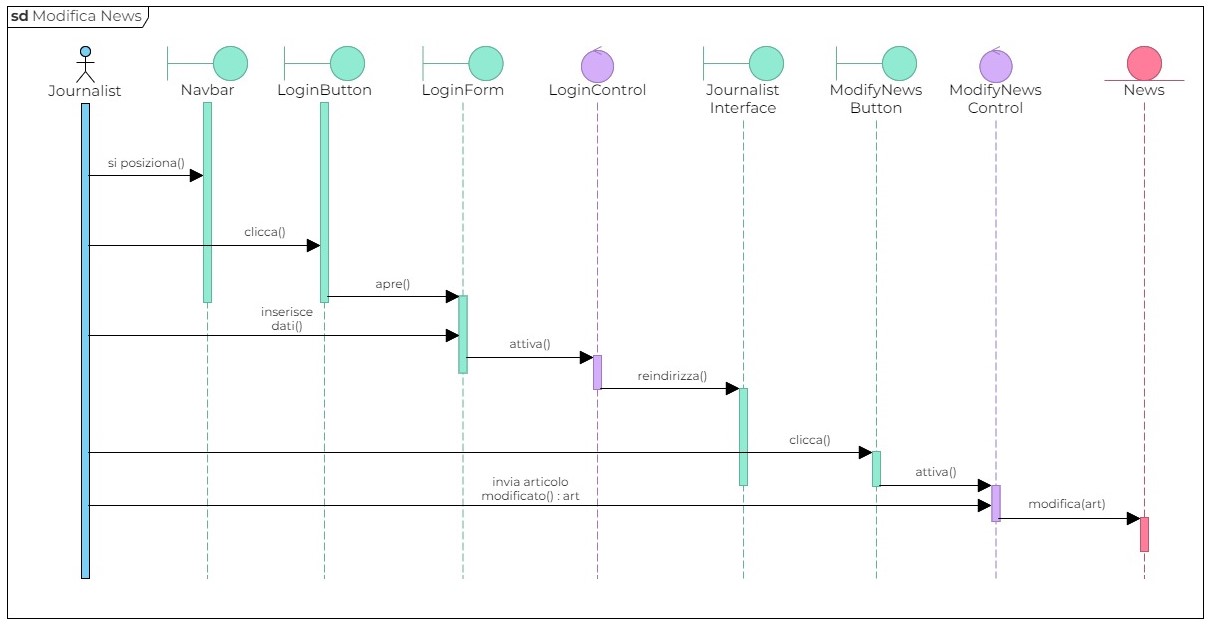 sd Modifica News
Journalist
Navbar
LoginButton
LoginForm
LoginControl
Journalist
Interface
ModifyNews
Button
ModifyNews
Control
News
si posiziona()
clicca()
apre()
inserisce
dati()
attiva()
reindirizza()
clicca()
attiva()
invia articolo
modificato() : art
modifica(art)